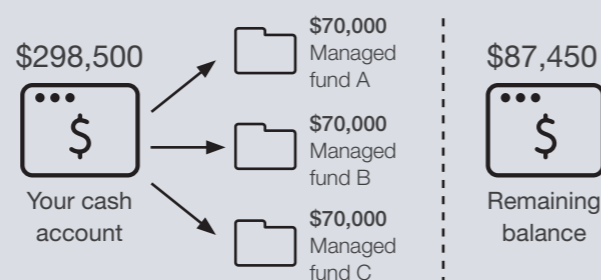 $298,500
$
Your cash
account
$70,000
Managed
fund A
$70,000
Managed
fund B
$70,000
Managed
fund C
$87,450
$
Remaining
balance